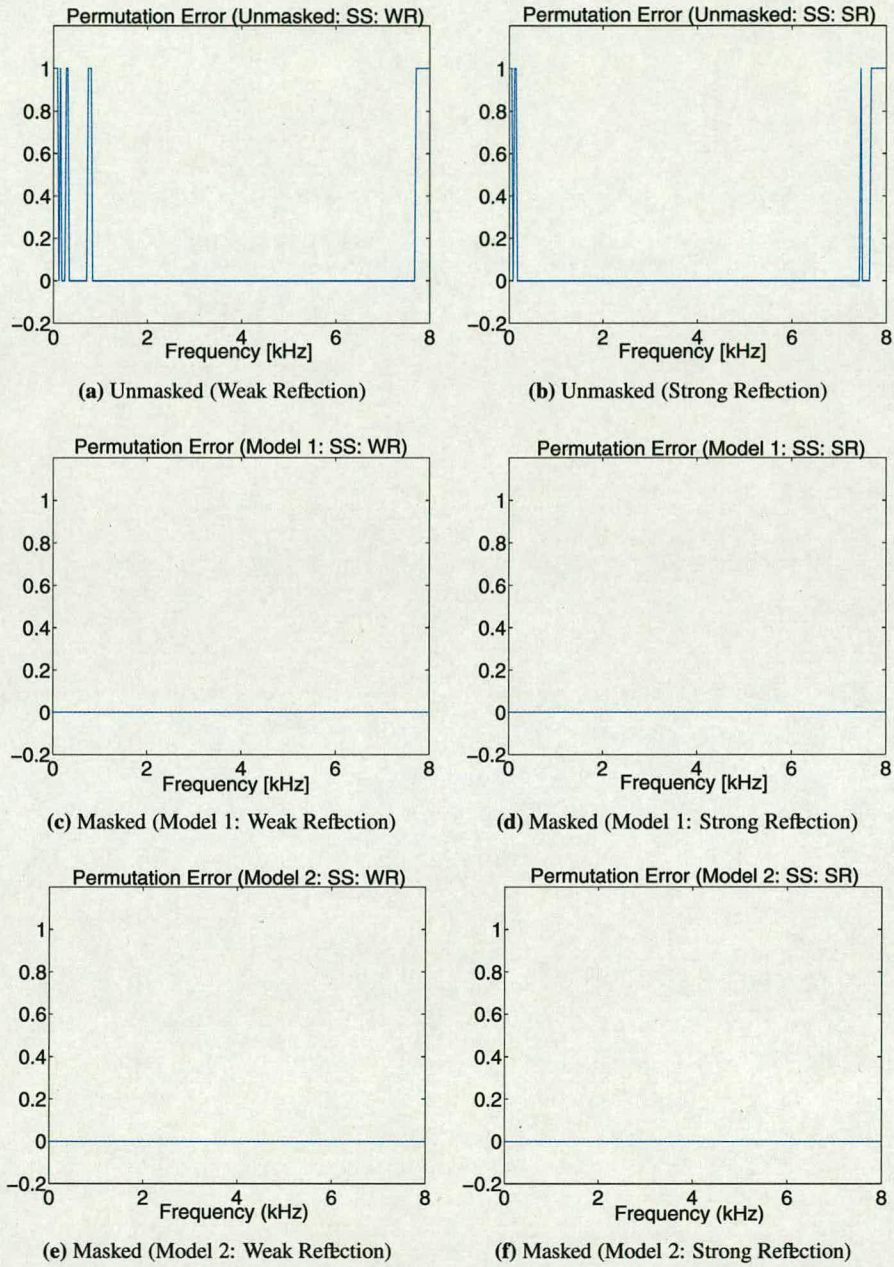 Permutation Error (Unmasked: SS: WR)
1
0.8
0.6
0.4
0.2
0
−0.2
0 2 4 6 8
Frequency [kHz]
(a) Unmasked (Weak Reflection)
Permutation Error (Unmasked: SS: SR)
1
0.8
0.6
0.4
0.2
0
−0.2
0 2 4 6 8
Frequency [kHz]
(b) Unmasked (Strong Reflection)
Permutation Error (Model 1: SS: WR)
1
0.8
0.6
0.4
0.2
0
−0.2
0 2 4 6 8
Frequency [kHz]
(c) Masked (Model 1: Weak Reflection)
Permutation Error (Model 1: SS: SR)
1
0.8
0.6
0.4
0.2
0
−0.2
0 2 4 6 8
Frequency [kHz]
(d) Masked (Model 1: Strong Reflection)
Permutation Error (Model 2: SS: WR)
1
0.8
0.6
0.4
0.2
0
−0.2
0 2 4 6 8
Frequency (kHz)
(e) Masked (Model 2: Weak Reflection)
Permutation Error (Model 2: SS: SR)
1
0.8
0.6
0.4
0.2
0
−0.2
0 2 4 6 8
Frequency (kHz)
(f) Masked (Model 2: Strong Reflection)